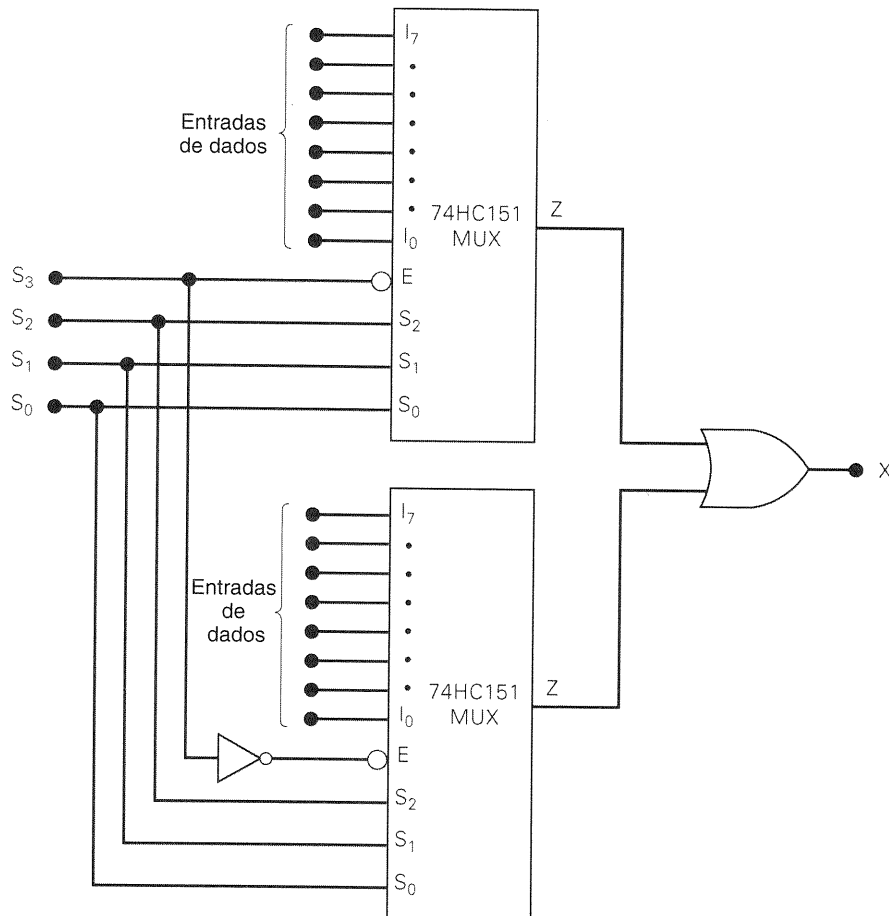 Entradas
de dados
I₇
I₀
74HC151
MUX
Z
S₃
S₂
S₁
S₀
E
S₂
S₁
S₀
X
Entradas
de
dados
I₇
I₀
74HC151
MUX
Z
E
S₂
S₁
S₀